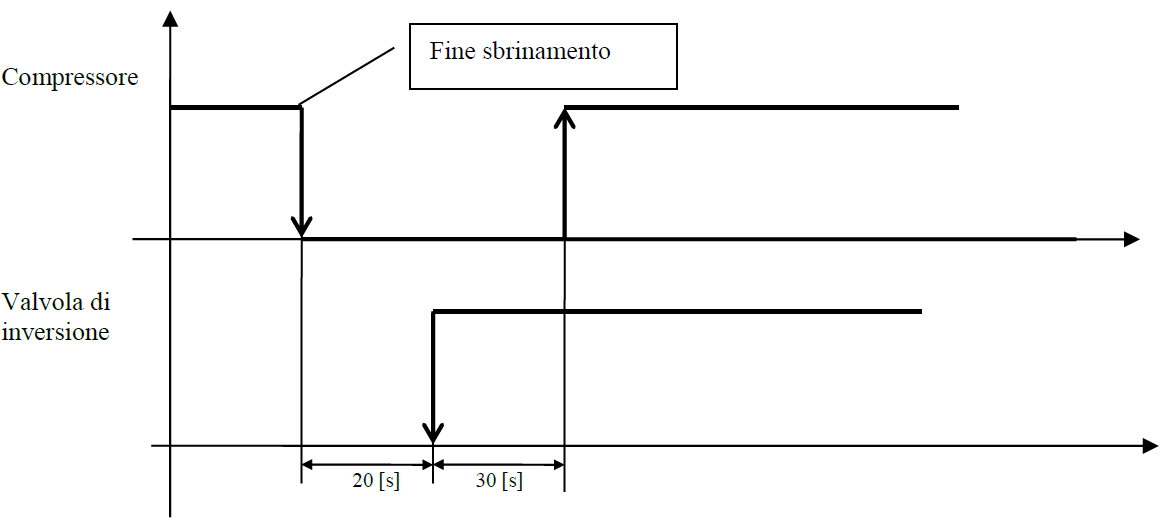 Fine sbrinamento
Compressore
Valvola di
inversione
20 [s]
30 [s]